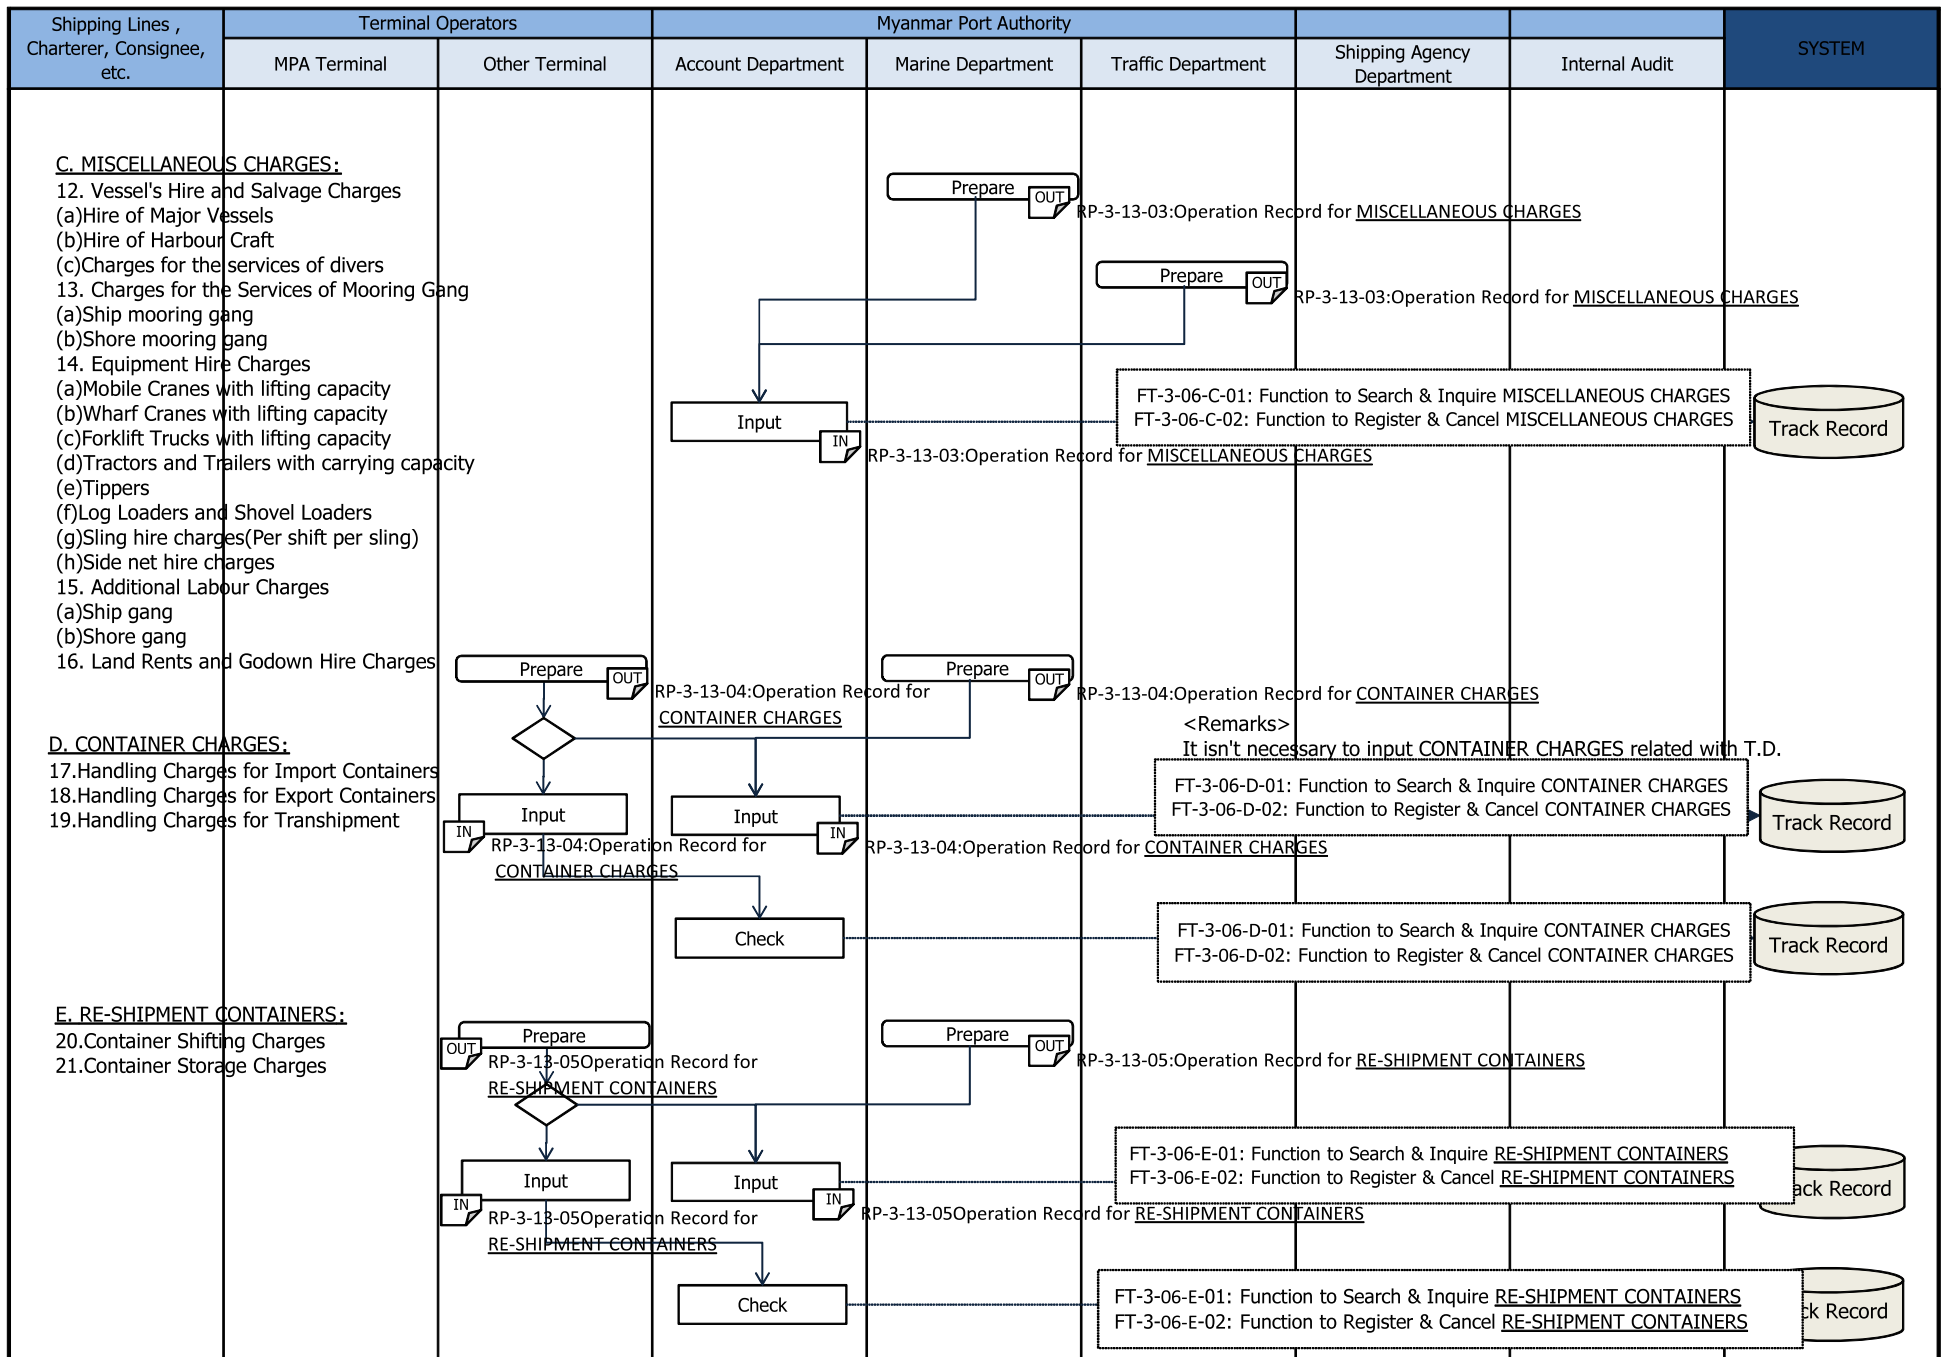 Shipping Lines ,
Charterer, Consignee,
etc.
Terminal Operators
Myanmar Port Authority
MPA Terminal
Other Terminal
Account Department
Marine Department
Traffic Department
Shipping Agency
Department
Internal Audit
SYSTEM
C. MISCELLANEOUS CHARGES:
12. Vessel's Hire and Salvage Charges
(a)Hire of Major Vessels
(b)Hire of Harbour Craft
(c)Charges for the services of divers
13. Charges for the Services of Mooring Gang
(a)Ship mooring gang
(b)Shore mooring gang
14. Equipment Hire Charges
(a)Mobile Cranes with lifting capacity
(b)Wharf Cranes with lifting capacity
(c)Forklift Trucks with lifting capacity
(d)Tractors and Trailers with carrying capacity
(e)Tippers
(f)Log Loaders and Shovel Loaders
(g)Sling hire charges(Per shift per sling)
(h)Side net hire charges
15. Additional Labour Charges
(a)Ship gang
(b)Shore gang
16. Land Rents and Godown Hire Charges
Prepare
OUT
RP-3-13-03:Operation Record for MISCELLANEOUS CHARGES
Prepare
OUT
RP-3-13-03:Operation Record for MISCELLANEOUS CHARGES
Input
IN
RP-3-13-03:Operation Record for MISCELLANEOUS CHARGES
FT-3-06-C-01: Function to Search & Inquire MISCELLANEOUS CHARGES
FT-3-06-C-02: Function to Register & Cancel MISCELLANEOUS CHARGES
Track Record
D. CONTAINER CHARGES:
17.Handling Charges for Import Containers
18.Handling Charges for Export Containers
19.Handling Charges for Transhipment
Prepare
OUT
RP-3-13-04:Operation Record for
CONTAINER CHARGES
Prepare
OUT
RP-3-13-04:Operation Record for CONTAINER CHARGES
<Remarks>
It isn't necessary to input CONTAINER CHARGES related with T.D.
Input
IN
RP-3-13-04:Operation Record for
CONTAINER CHARGES
Input
IN
RP-3-13-04:Operation Record for CONTAINER CHARGES
FT-3-06-D-01: Function to Search & Inquire CONTAINER CHARGES
FT-3-06-D-02: Function to Register & Cancel CONTAINER CHARGES
Track Record
Check
FT-3-06-D-01: Function to Search & Inquire CONTAINER CHARGES
FT-3-06-D-02: Function to Register & Cancel CONTAINER CHARGES
Track Record
E. RE-SHIPMENT CONTAINERS:
20.Container Shifting Charges
21.Container Storage Charges
Prepare
OUT
RP-3-13-05Operation Record for
RE-SHIPMENT CONTAINERS
Prepare
OUT
RP-3-13-05:Operation Record for RE-SHIPMENT CONTAINERS
Input
IN
RP-3-13-05Operation Record for
RE-SHIPMENT CONTAINERS
Input
IN
RP-3-13-05Operation Record for RE-SHIPMENT CONTAINERS
FT-3-06-E-01: Function to Search & Inquire RE-SHIPMENT CONTAINERS
FT-3-06-E-02: Function to Register & Cancel RE-SHIPMENT CONTAINERS
ack Record
Check
FT-3-06-E-01: Function to Search & Inquire RE-SHIPMENT CONTAINERS
FT-3-06-E-02: Function to Register & Cancel RE-SHIPMENT CONTAINERS
ck Record